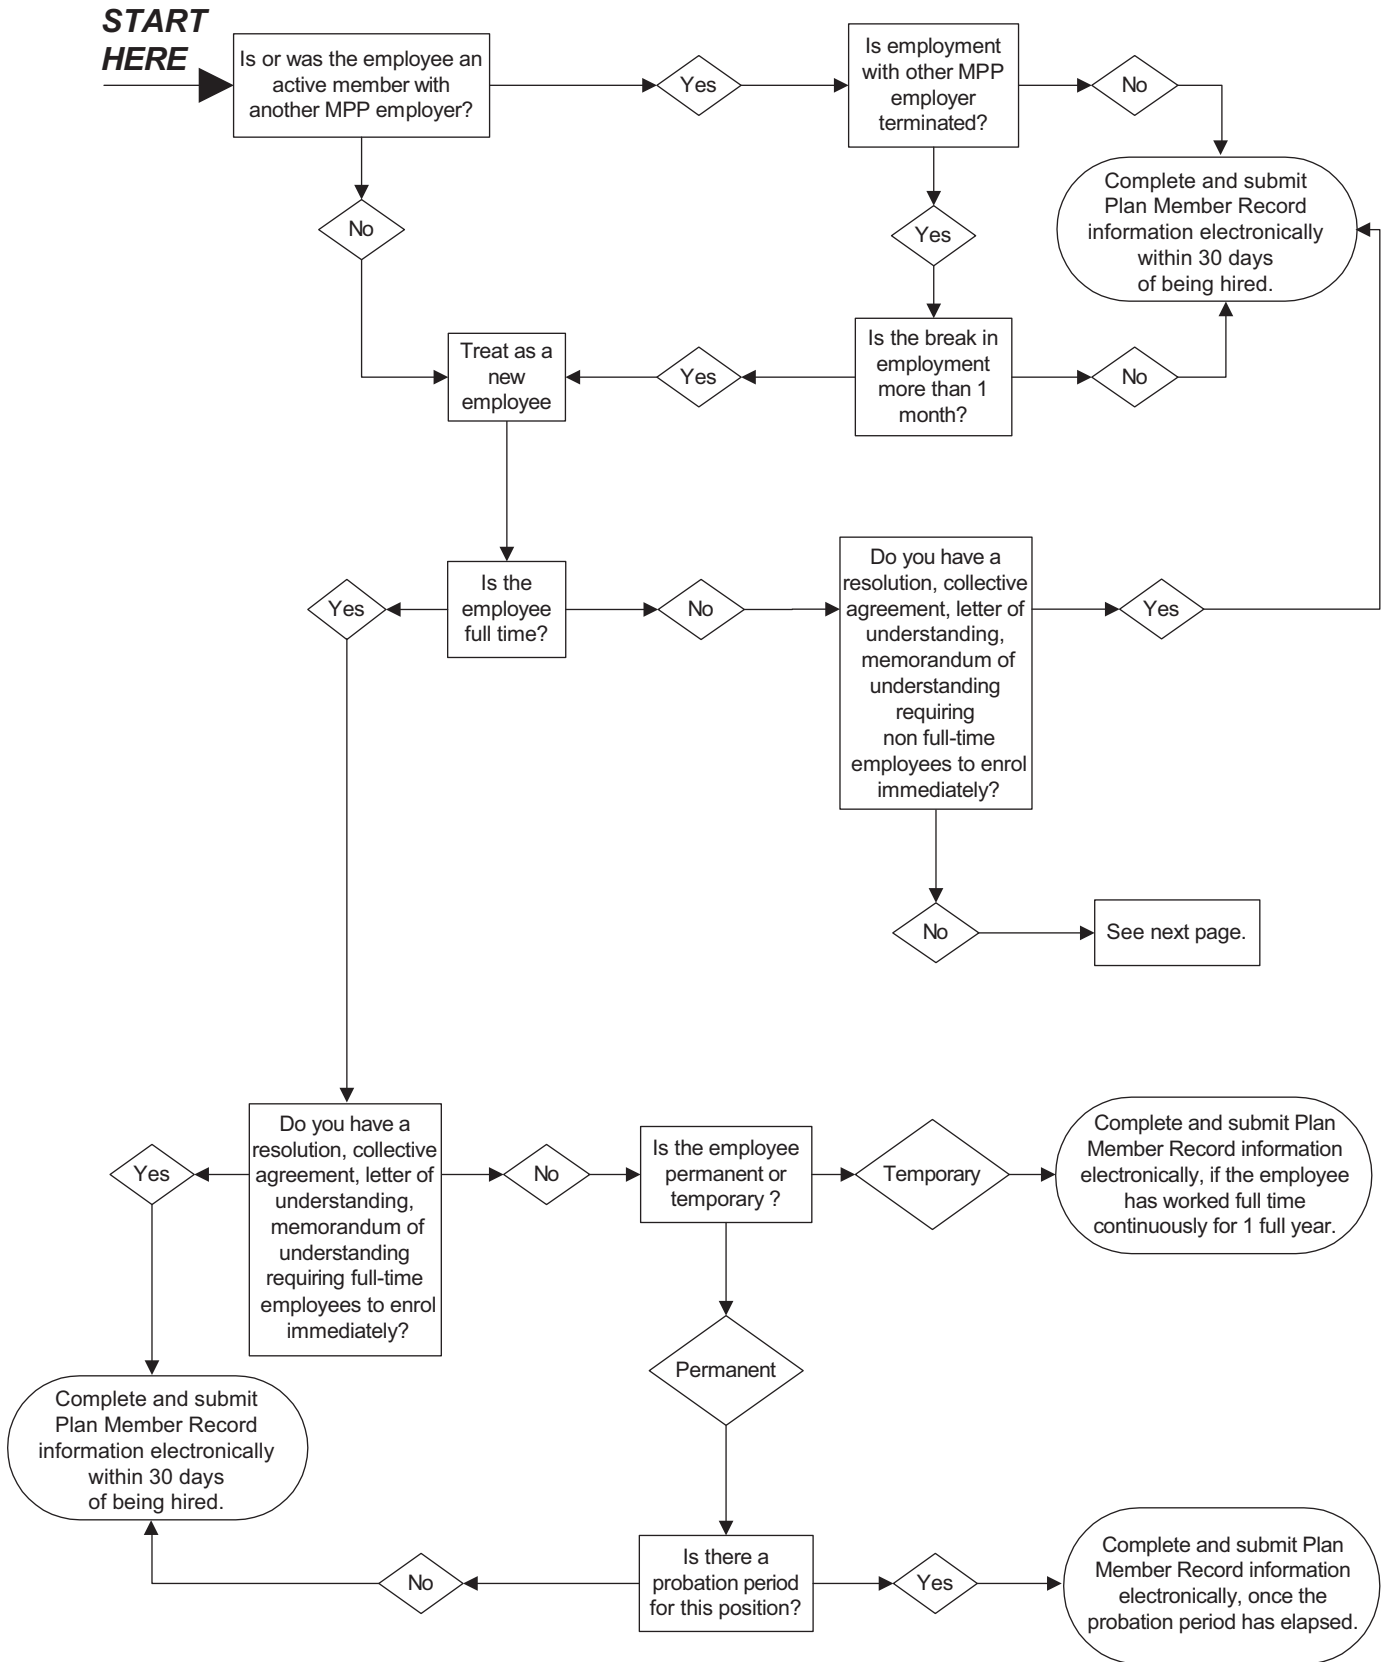 START
HERE
Is or was the employee an
active member with
another MPP employer?
Yes
Is employment
with other MPP
employer
terminated?
No
Complete and submit
Plan Member Record
information electronically
within 30 days
of being hired.
No
Yes
Treat as a
new
employee
Yes
Is the break in
employment
more than 1
month?
No
Yes
Is the
employee
full time?
No
Do you have a
resolution, collective
agreement, letter of
understanding,
memorandum of
understanding
requiring
non full-time
employees to enrol
immediately?
Yes
No
See next page.
Yes
Do you have a
resolution, collective
agreement, letter of
understanding,
memorandum of
understanding
requiring full-time
employees to enrol
immediately?
No
Is the employee
permanent or
temporary ?
Temporary
Complete and submit Plan
Member Record information
electronically, if the employee
has worked full time
continuously for 1 full year.
Permanent
Complete and submit
Plan Member Record
information electronically
within 30 days
of being hired.
No
Is there a
probation period
for this position?
Yes
Complete and submit Plan
Member Record information
electronically, once the
probation period has elapsed.